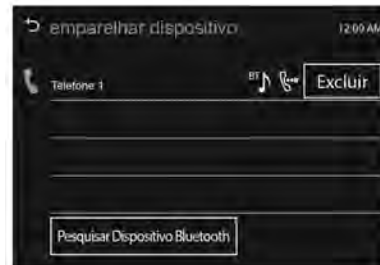 emparelhar dispositivo
12:00 AM
Telefone 1
BT
Excluir
Pesquisar Dispositivo Bluetooth